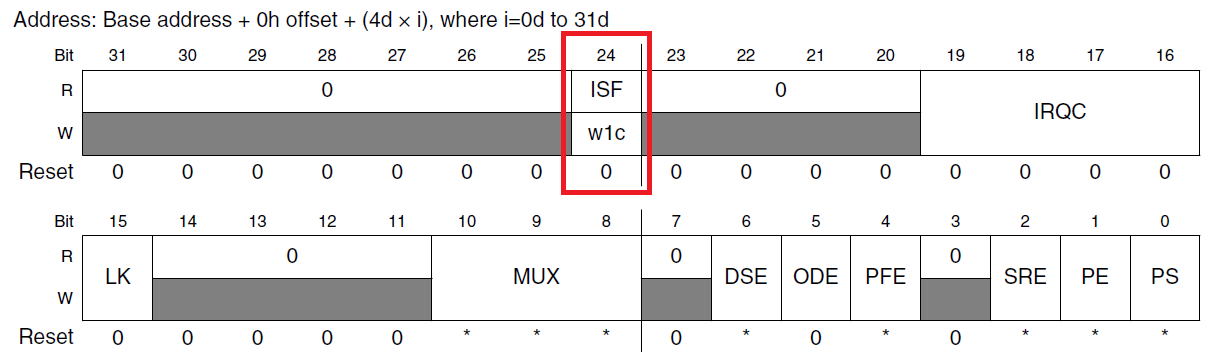 Address: Base address + 0h offset + (4d × i), where i=0d to 31d
Bit 31 30 29 28 27 26 25 24 23 22 21 20 19 18 17 16
R 0 ISF 0 IRQC
W w1c
Reset 0 0 0 0 0 0 0 0 0 0 0 0 0 0 0 0
Bit 15 14 13 12 11 10 9 8 7 6 5 4 3 2 1 0
R 0 0 0
LK MUX DSE ODE PFE SRE PE PS
W
Reset 0 0 0 0 0 * * * 0 * 0 * 0 * * *